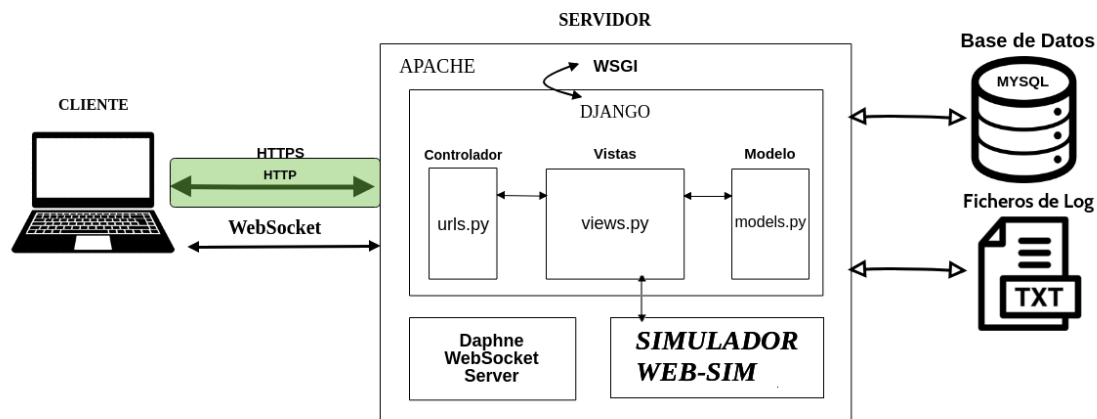 SERVIDOR
APACHE
WSGI
DJANGO
Controlador
Vistas
Modelo
urls.py
views.py
models.py
Daphne
WebSocket
Server
SIMULADOR
WEB-SIM
CLIENTE
HTTPS
HTTP
WebSocket
Base de Datos
MYSQL
Ficheros de Log
TXT